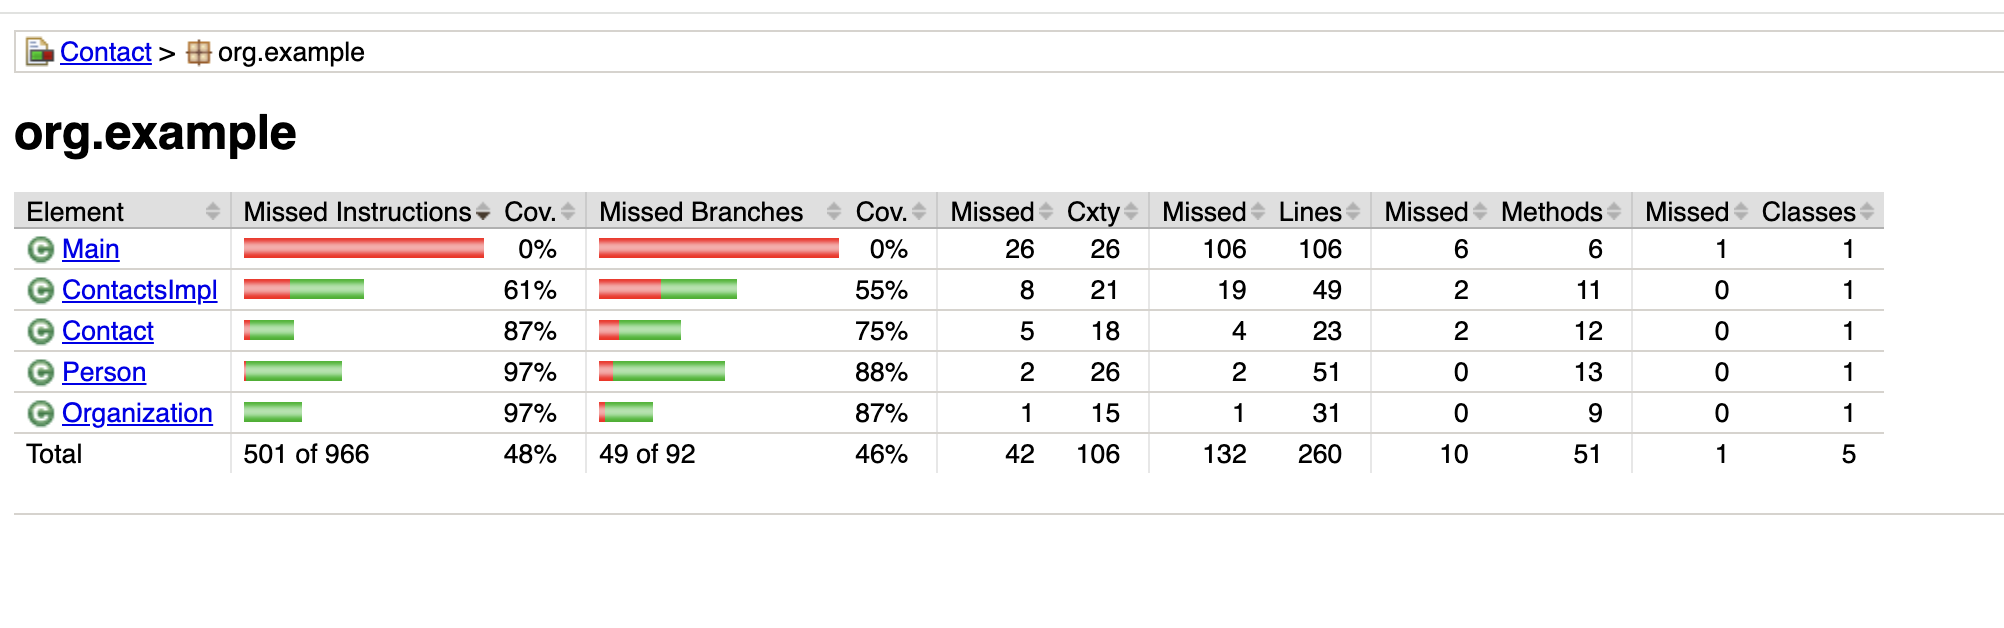 Contact > org.example
org.example
Element Missed Instructions Cov. Missed Branches Cov. Missed Cxty Missed Lines Missed Methods Missed Classes
Main 0% 0% 26 26 106 106 6 6 1 1
ContactsImpl 61% 55% 8 21 19 49 2 11 0 1
Contact 87% 75% 5 18 4 23 2 12 0 1
Person 97% 88% 2 26 2 51 0 13 0 1
Organization 97% 87% 1 15 1 31 0 9 0 1
Total 501 of 966 48% 49 of 92 46% 42 106 132 260 10 51 1 5